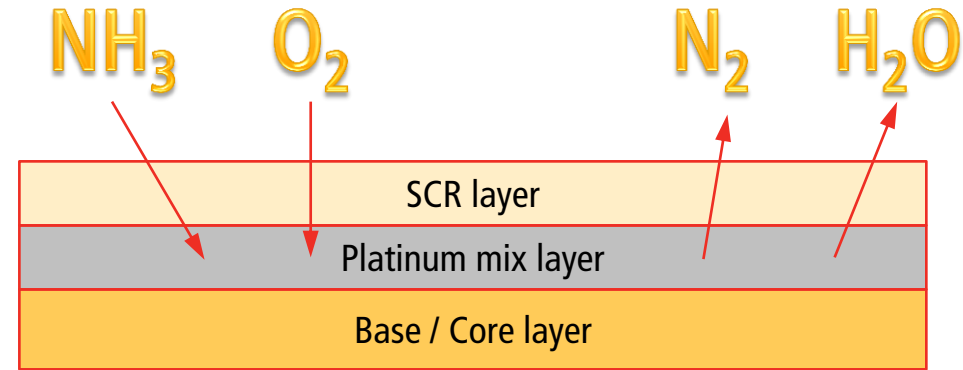 NH₃ O₂ N₂ H₂O
SCR layer
Platinum mix layer
Base / Core layer